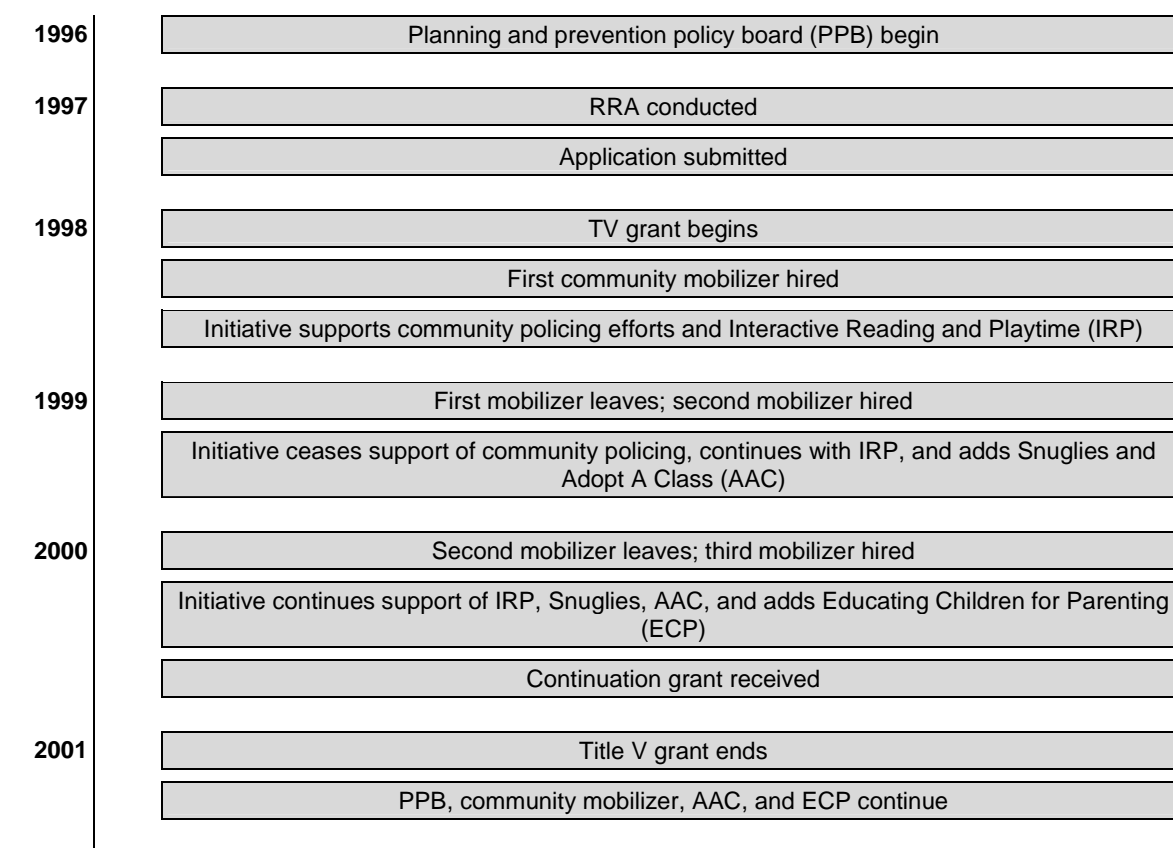 1996
Planning and prevention policy board (PPB) begin
1997
RRA conducted
Application submitted
1998
TV grant begins
First community mobilizer hired
Initiative supports community policing efforts and Interactive Reading and Playtime (IRP)
1999
First mobilizer leaves; second mobilizer hired
Initiative ceases support of community policing, continues with IRP, and adds Snuglies and
Adopt A Class (AAC)
2000
Second mobilizer leaves; third mobilizer hired
Initiative continues support of IRP, Snuglies, AAC, and adds Educating Children for Parenting
(ECP)
Continuation grant received
2001
Title V grant ends
PPB, community mobilizer, AAC, and ECP continue